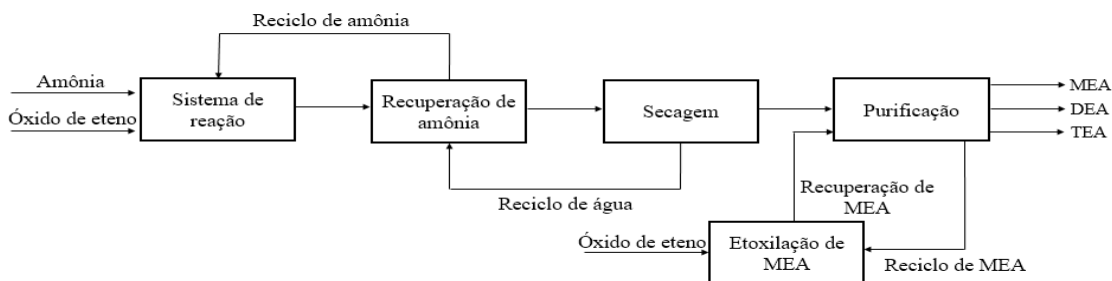 Reciclo de amônia
Amônia
Óxido de eteno
Sistema de
reação
Recuperação de
amônia
Secagem
Purificação
MEA
DEA
TEA
Reciclo de água
Recuperação de
MEA
Óxido de eteno
Etoxilação de
MEA
Reciclo de MEA